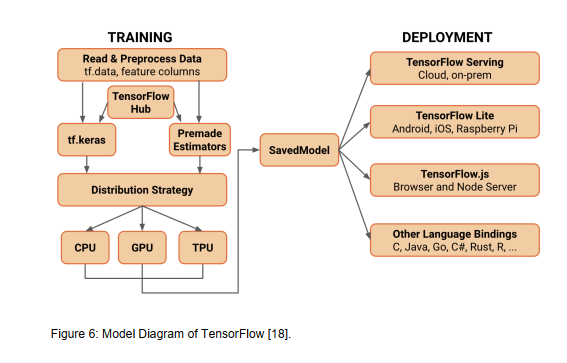 TRAINING
Read & Preprocess Data
tf.data, feature columns
TensorFlow
Hub
tf.keras
Premade
Estimators
Distribution Strategy
CPU
GPU
TPU
SavedModel
DEPLOYMENT
TensorFlow Serving
Cloud, on-prem
TensorFlow Lite
Android, iOS, Raspberry Pi
TensorFlow.js
Browser and Node Server
Other Language Bindings
C, Java, Go, C#, Rust, R, ...
Figure 6: Model Diagram of TensorFlow [18].